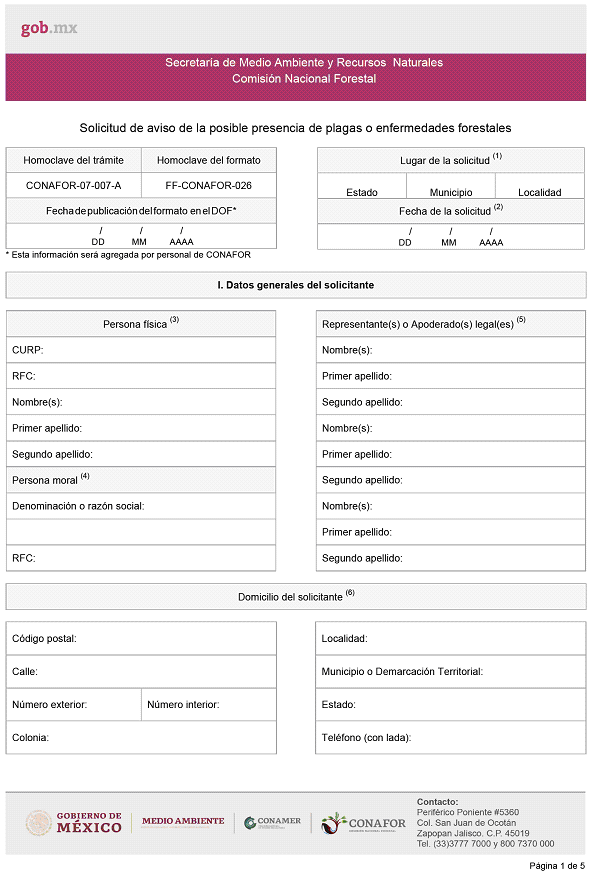 gob.mx
Secretaría de Medio Ambiente y Recursos Naturales
Comisión Nacional Forestal
Solicitud de aviso de la posible presencia de plagas o enfermedades forestales
Homoclave del trámite
Homoclave del formato
CONAFOR-07-007-A
FF-CONAFOR-026
Fecha de publicación del formato en el DOF*
/ /
DD MM AAAA
* Esta información será agregada por personal de CONAFOR
Lugar de la solicitud (1)
Estado Municipio Localidad
Fecha de la solicitud (2)
/ /
DD MM AAAA
I. Datos generales del solicitante
Persona física (3)
CURP:
RFC:
Nombre(s):
Primer apellido:
Segundo apellido:
Persona moral (4)
Denominación o razón social:
RFC:
Representante(s) o Apoderado(s) legal(es) (5)
Nombre(s):
Primer apellido:
Segundo apellido:
Nombre(s):
Primer apellido:
Segundo apellido:
Nombre(s):
Primer apellido:
Segundo apellido:
Domicilio del solicitante (6)
Código postal:
Calle:
Número exterior: Número interior:
Colonia:
Localidad:
Municipio o Demarcación Territorial:
Estado:
Teléfono (con lada):
GOBIERNO DE
MÉXICO
MEDIO AMBIENTE
CONAMER
CONAFOR
Contacto:
Periférico Poniente #5360
Col. San Juan de Ocotán
Zapopan Jalisco. C.P. 45019
Tel. (33)3777 7000 y 800 7370 000
Página 1 de 5